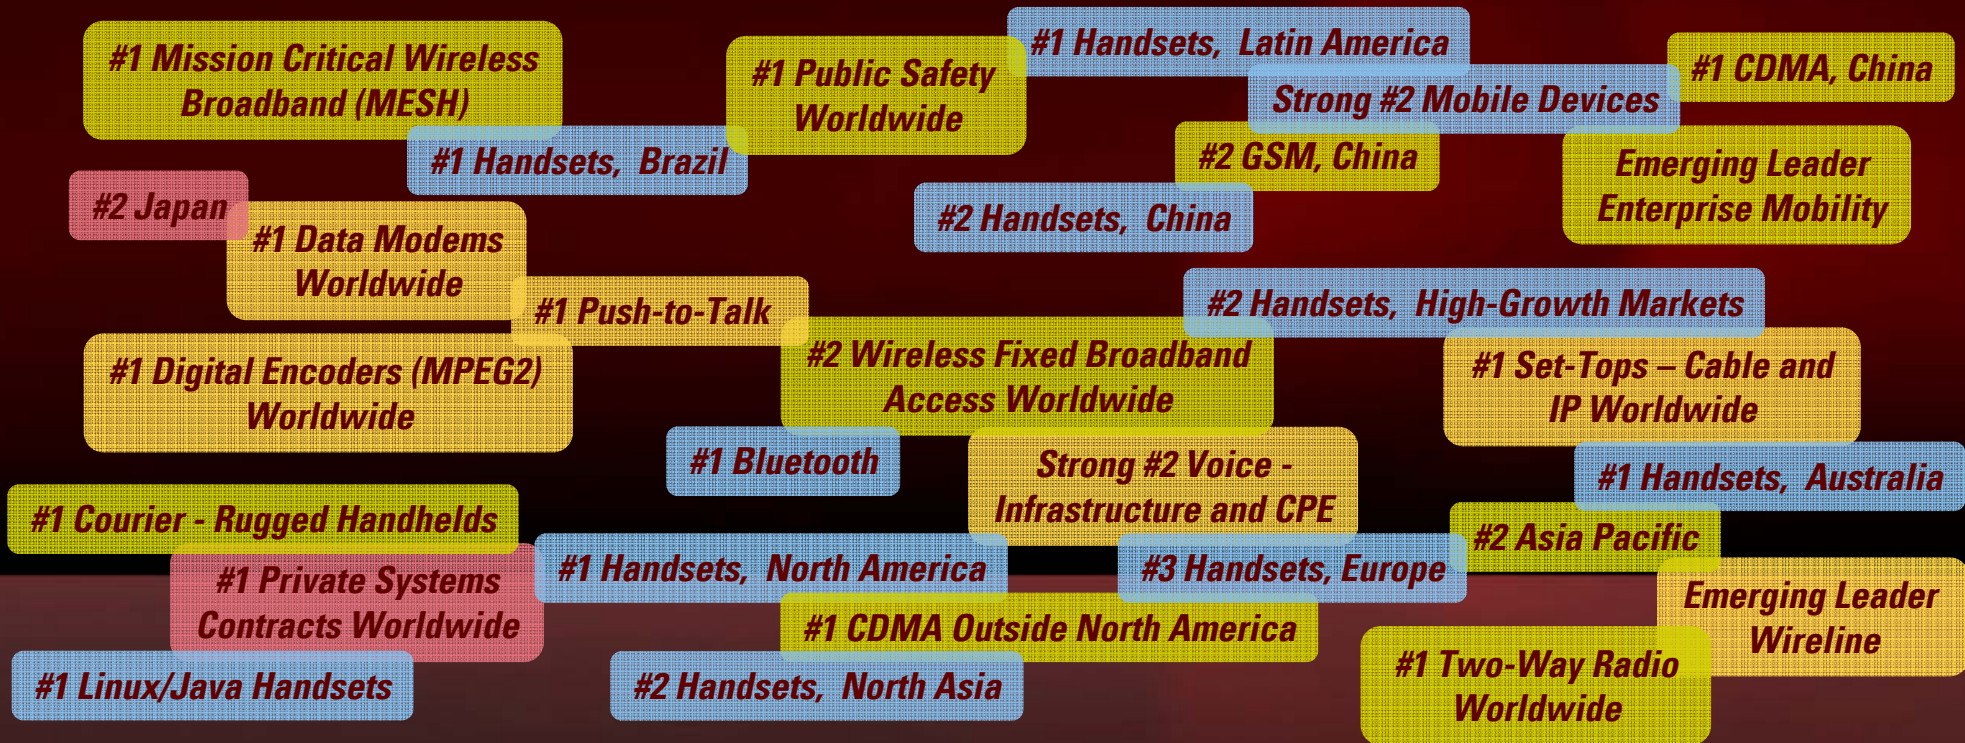 #1 Mission Critical Wireless
Broadband (MESH)
#1 Public Safety
Worldwide
#1 Handsets, Latin America
Strong #2 Mobile Devices
#1 CDMA, China
#1 Handsets, Brazil
#2 GSM, China
Emerging Leader
Enterprise Mobility
#2 Japan
#1 Data Modems
Worldwide
#2 Handsets, China
#1 Push-to-Talk
#2 Handsets, High-Growth Markets
#1 Digital Encoders (MPEG2)
Worldwide
#2 Wireless Fixed Broadband
Access Worldwide
#1 Set-Tops – Cable and
IP Worldwide
#1 Bluetooth
Strong #2 Voice -
Infrastructure and CPE
#1 Handsets, Australia
#1 Courier - Rugged Handhelds
#2 Asia Pacific
#1 Private Systems
Contracts Worldwide
#1 Handsets, North America
#3 Handsets, Europe
Emerging Leader
Wireline
#1 CDMA Outside North America
#1 Linux/Java Handsets
#2 Handsets, North Asia
#1 Two-Way Radio
Worldwide